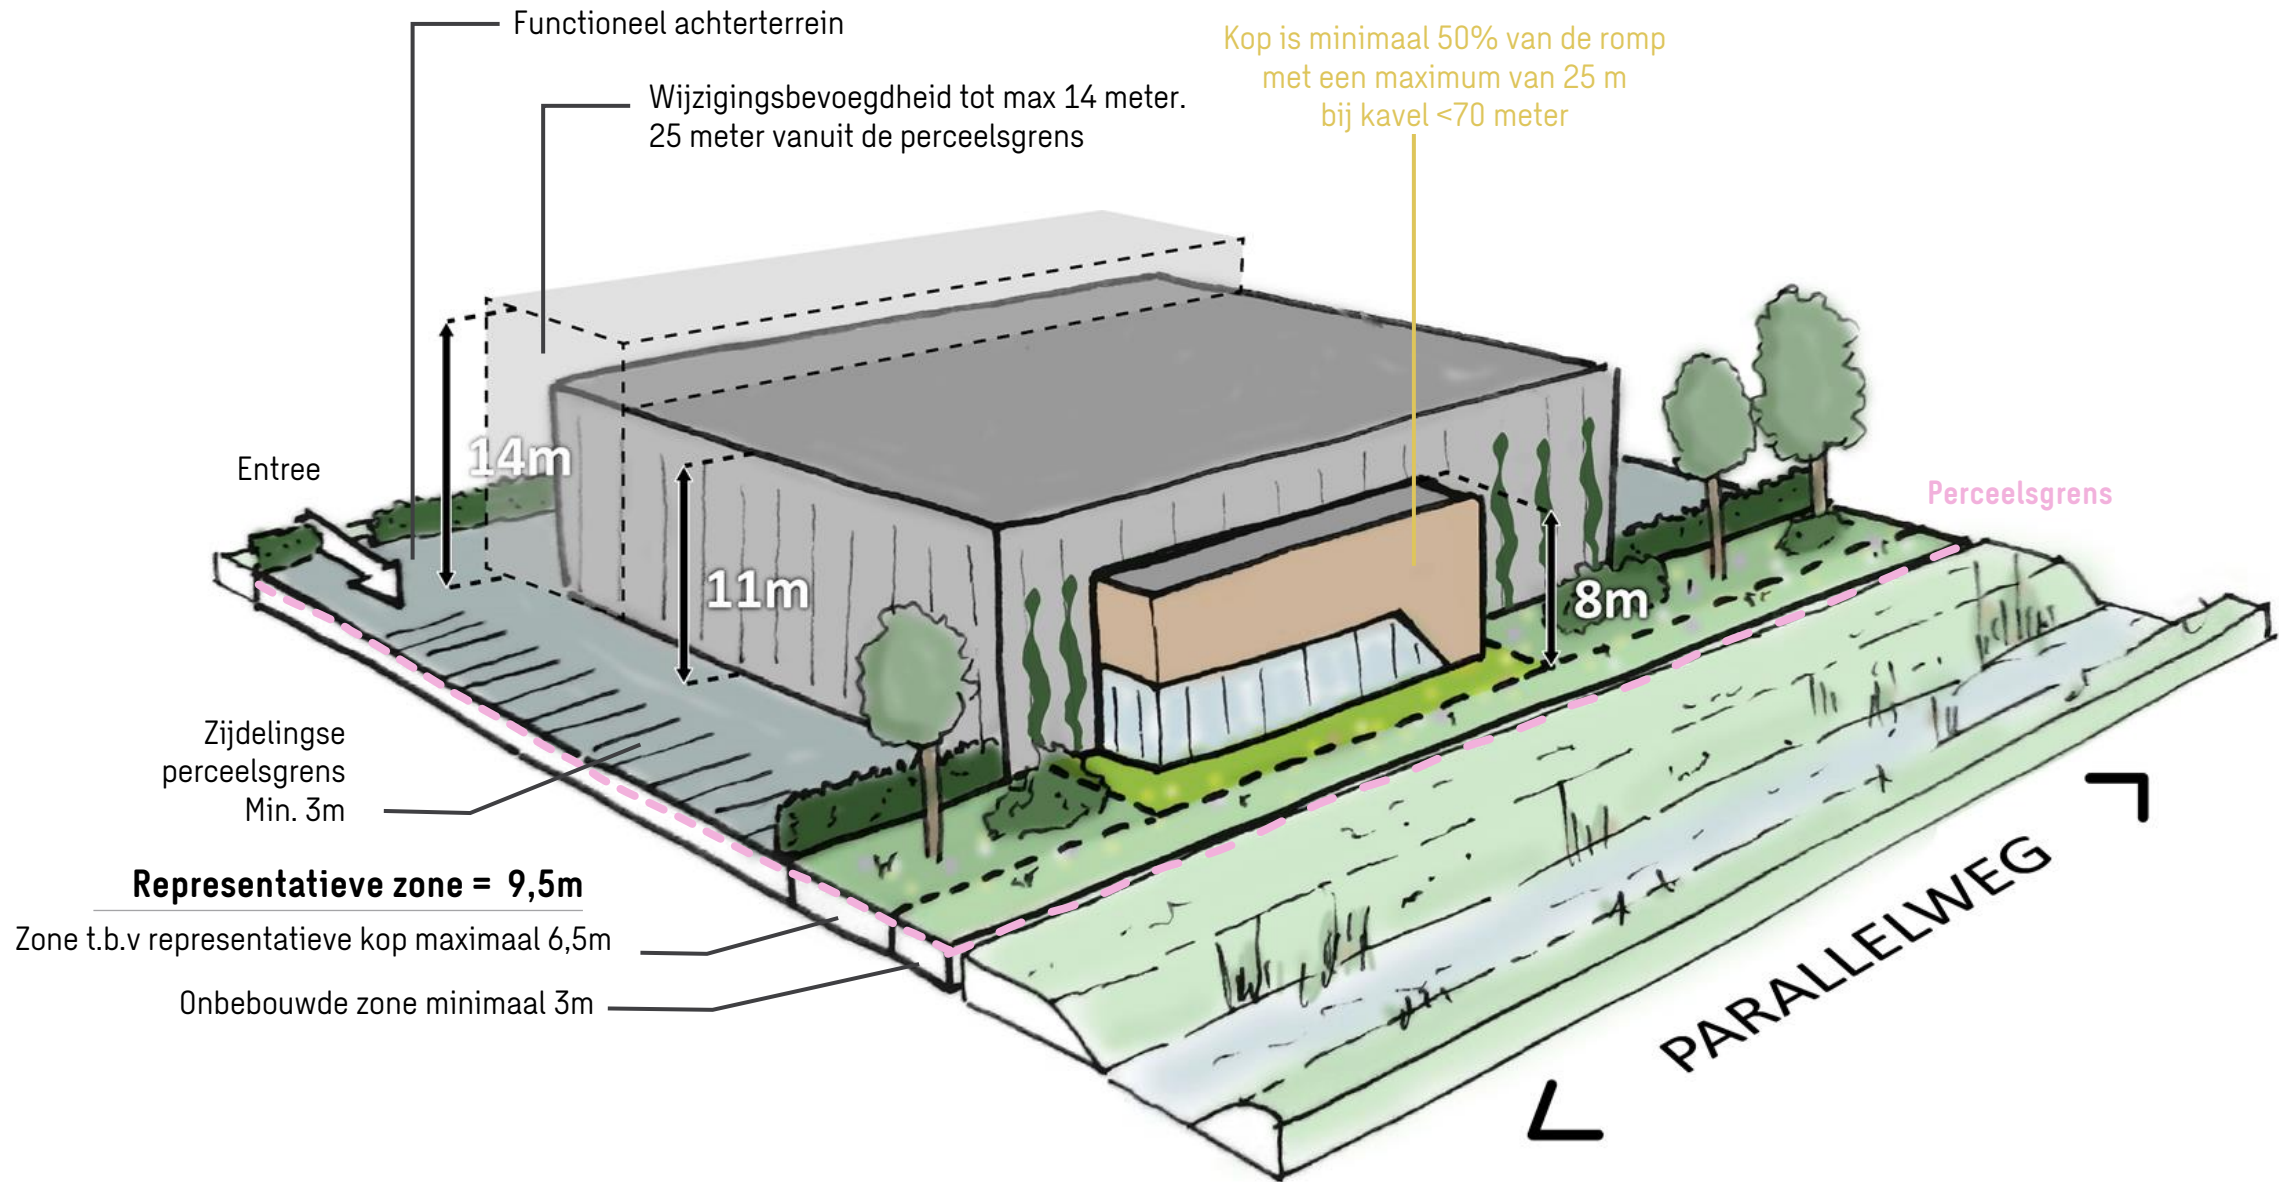 Functioneel achterterrein
Kop is minimaal 50% van de romp
met een maximum van 25 m
bij kavel <70 meter
Wijzigingsbevoegdheid tot max 14 meter.
25 meter vanuit de perceelsgrens
14m
Entree
Perceelsgrens
11m
8m
Zijdelingse
perceelsgrens
Min. 3m
Representatieve zone = 9,5m
Zone t.b.v representatieve kop maximaal 6,5m
Onbebouwde zone minimaal 3m
PARALLELWEG